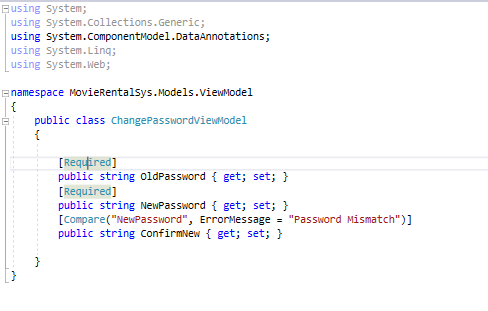 using System;
using System.Collections.Generic;
using System.ComponentModel.DataAnnotations;
using System.Linq;
using System.Web;
namespace MovieRentalSys.Models.ViewModel
{
public class ChangePasswordViewModel
{
[Required]
public string OldPassword { get; set; }
[Required]
public string NewPassword { get; set; }
[Compare("NewPassword", ErrorMessage = "Password Mismatch")]
public string ConfirmNew { get; set; }
}
}